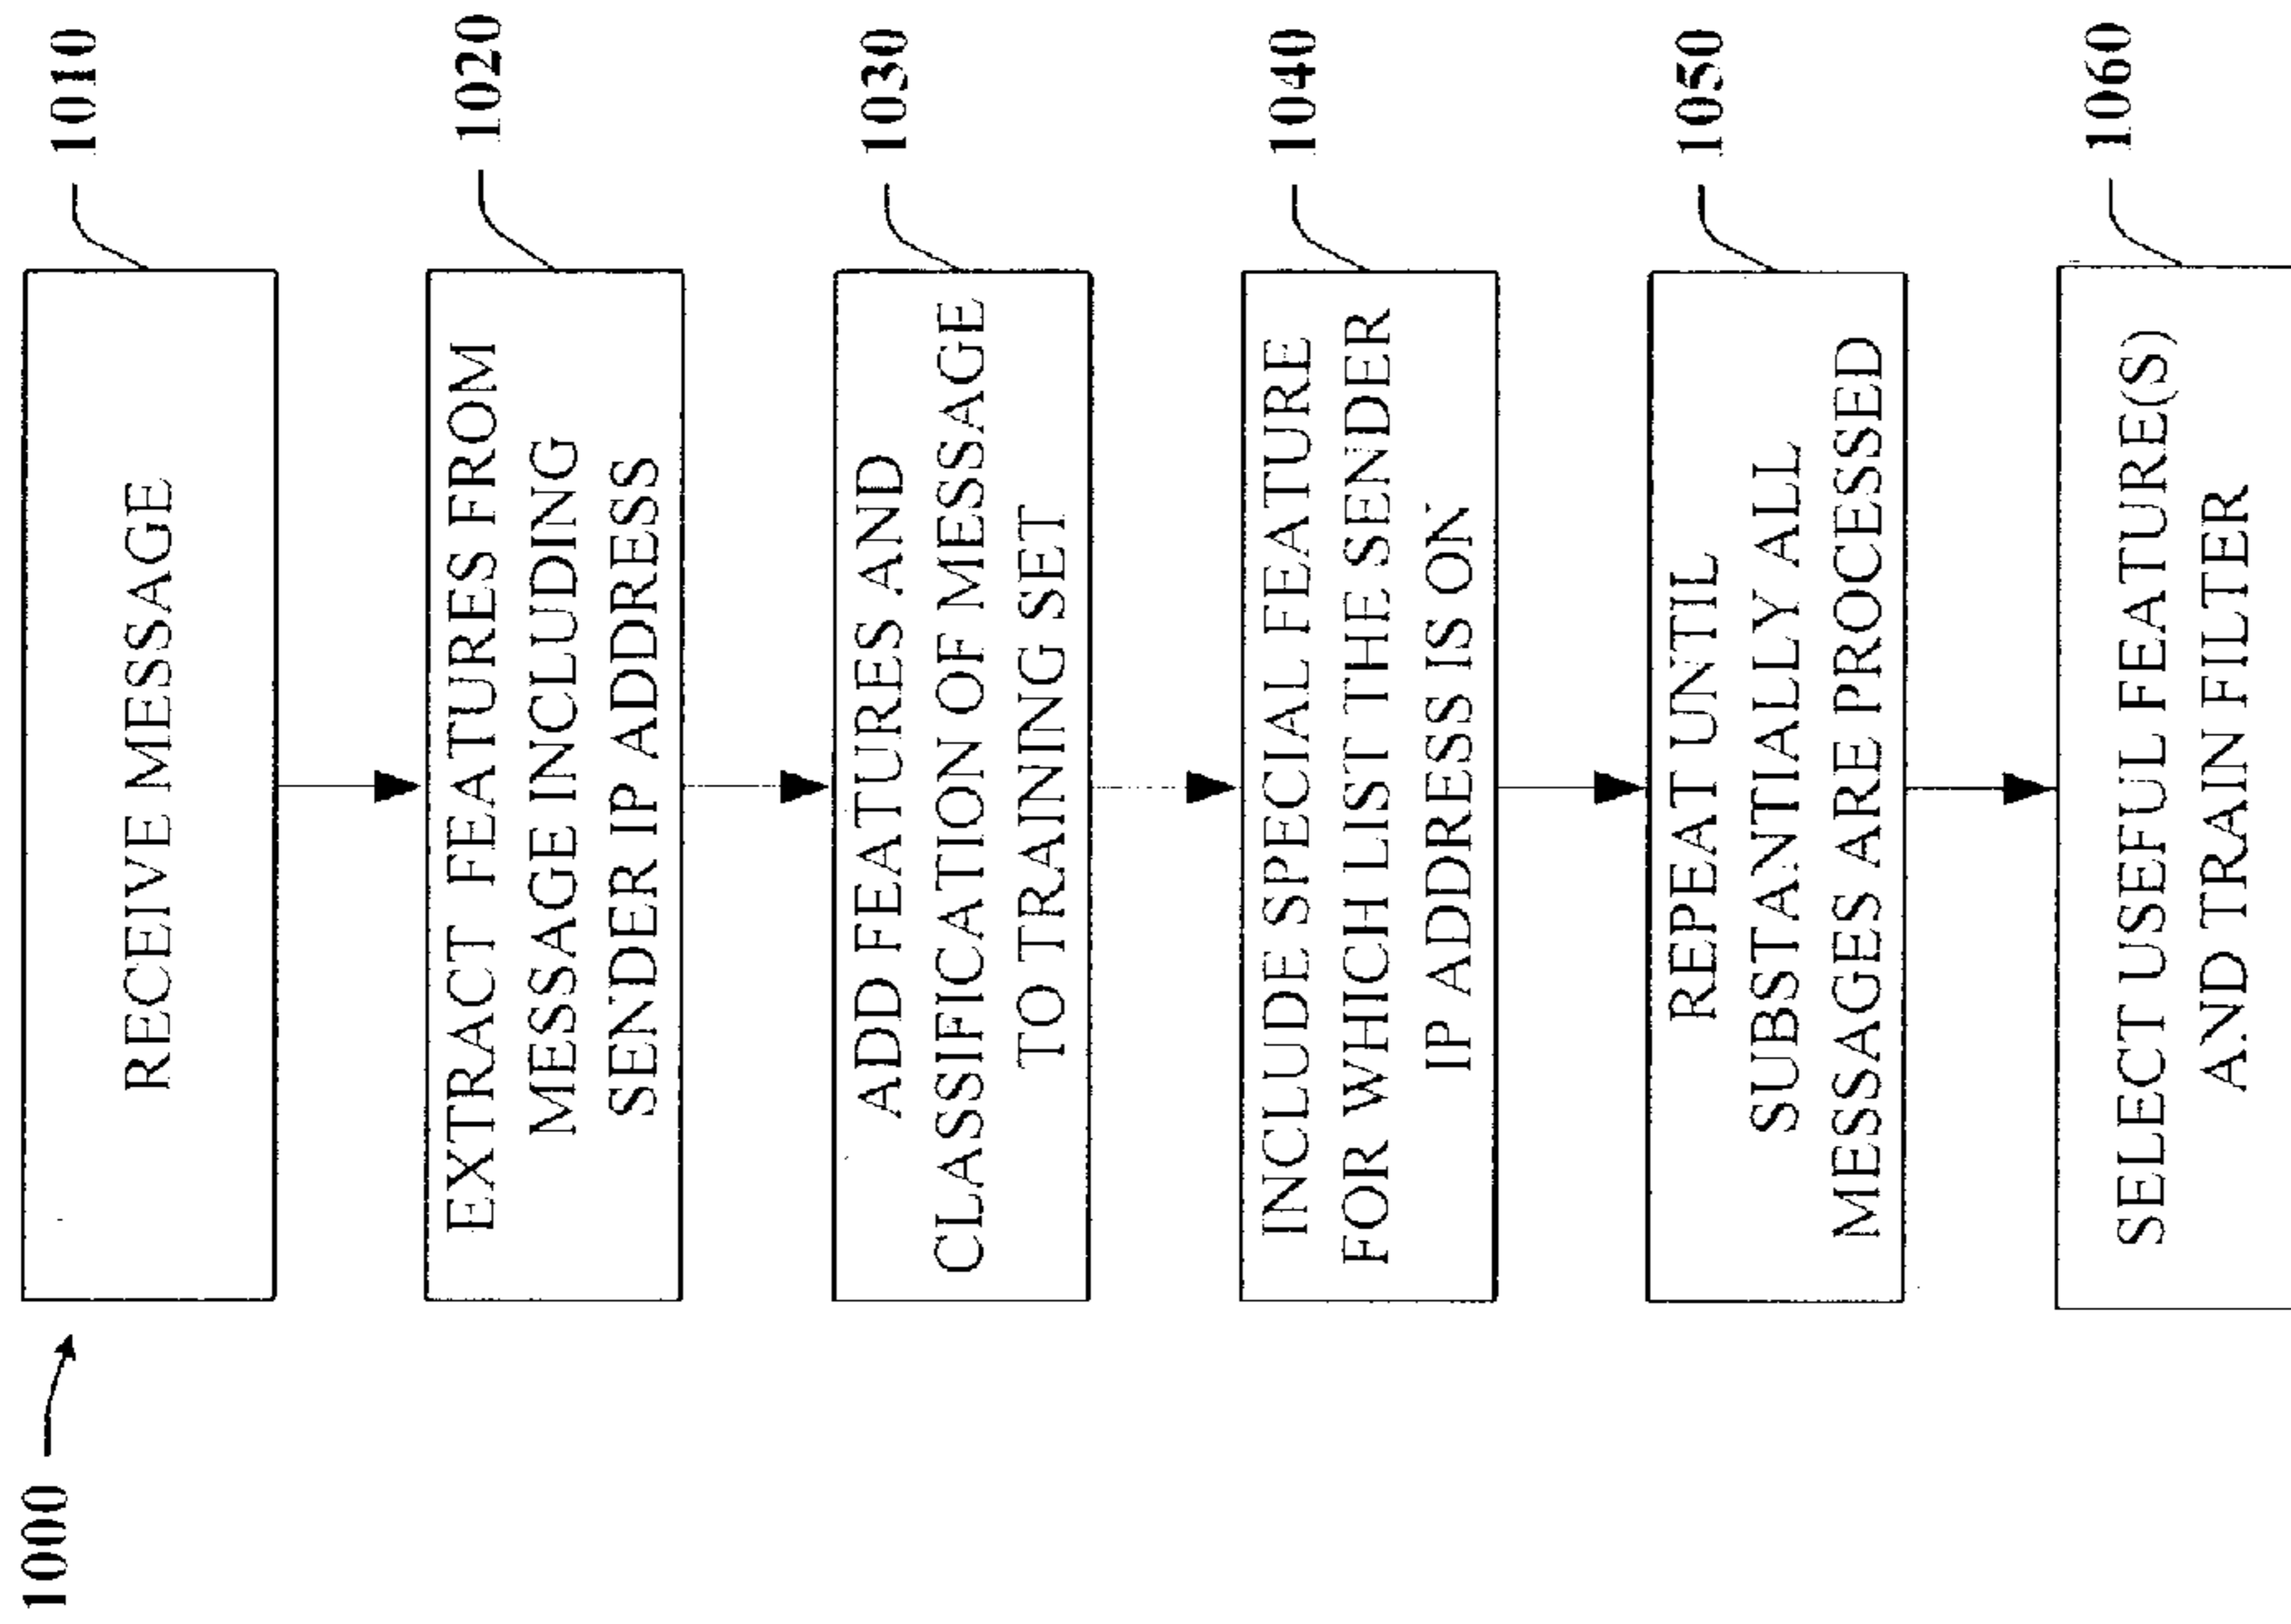 1000
1010
RECEIVE MESSAGE
1020
EXTRACT FEATURES FROM
MESSAGE INCLUDING
SENDER IP ADDRESS
1030
ADD FEATURES AND
CLASSIFICATION OF MESSAGE
TO TRAINING SET
1040
INCLUDE SPECIAL FEATURE
FOR WHICH LIST THE SENDER
IP ADDRESS IS ON
1050
REPEAT UNTIL
SUBSTANTIALLY ALL
MESSAGES ARE PROCESSED
1060
SELECT USEFUL FEATURE(S)
AND TRAIN FILTER